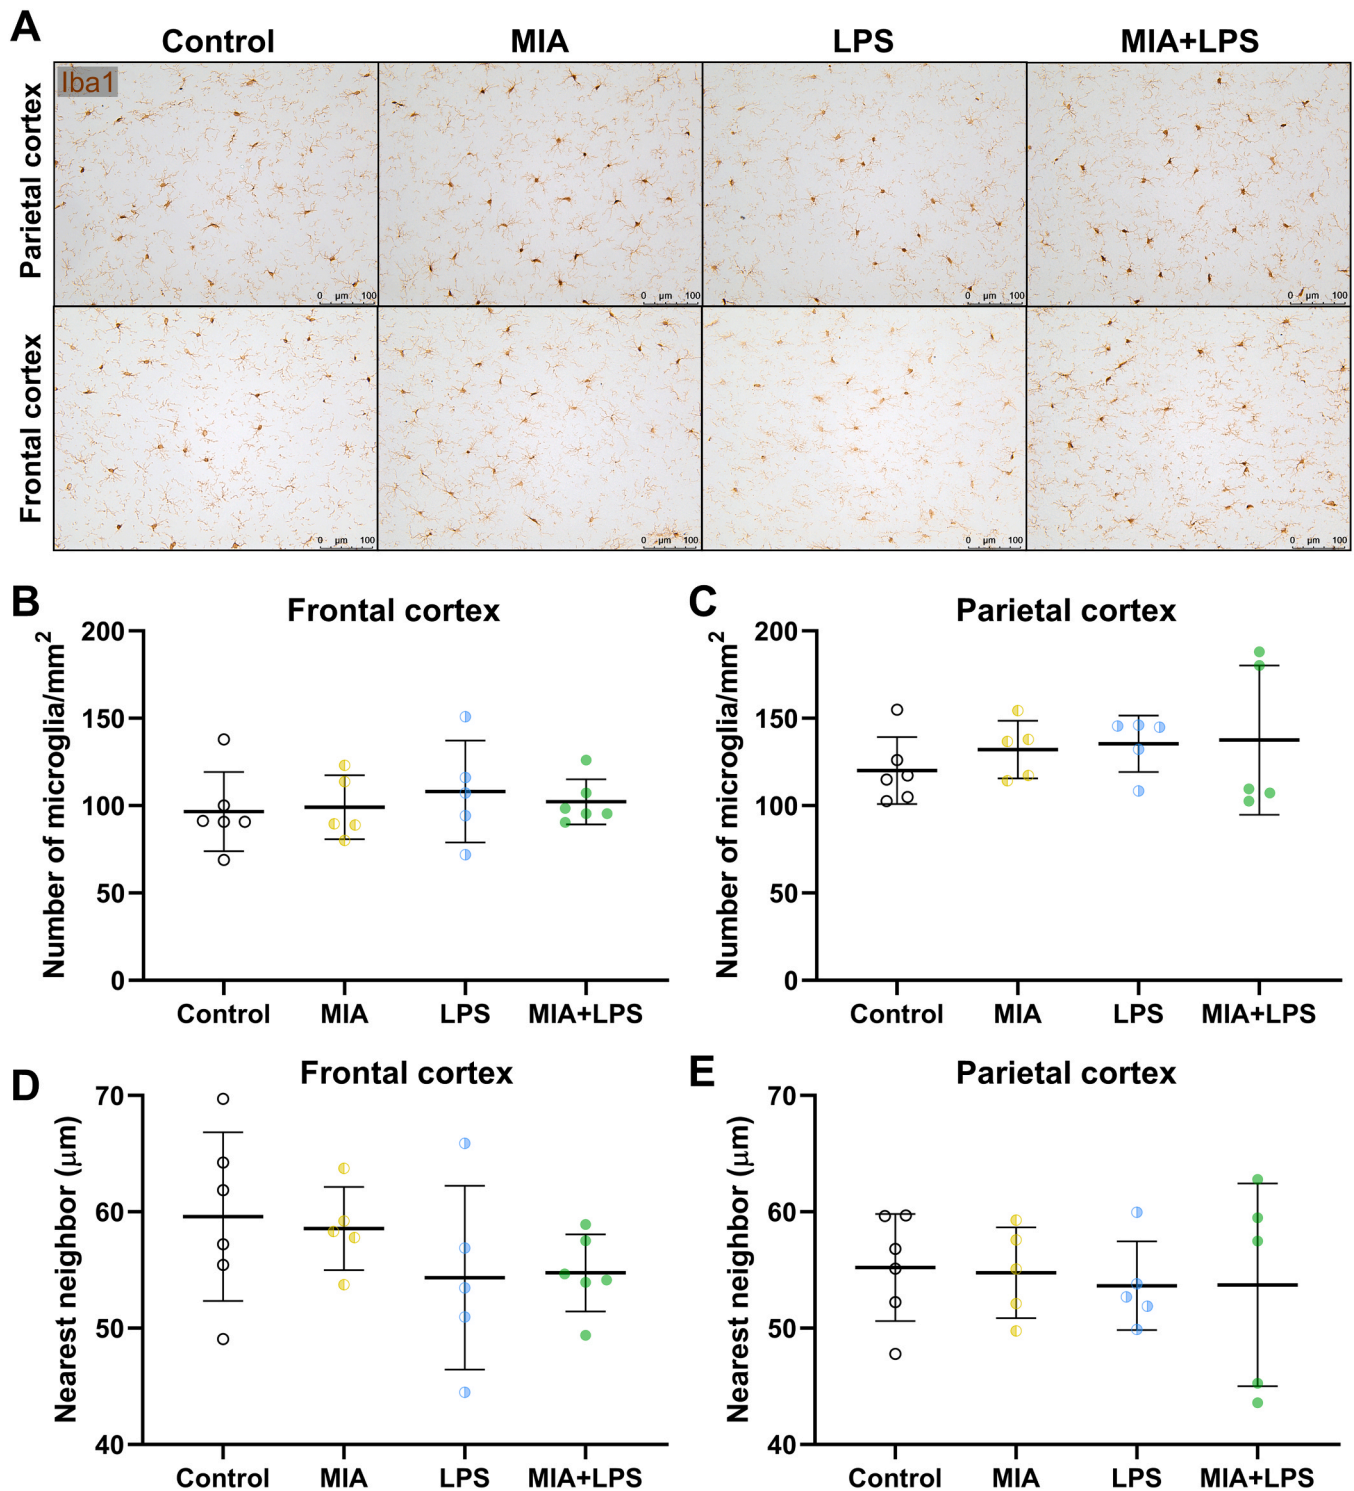 A
Control MIA LPS MIA+LPS
Parietal cortex
Iba1
0 µm 100 0 µm 100 0 µm 100 0 µm 100
Frontal cortex
0 µm 100 0 µm 100 0 µm 100 0 µm 100
B
Frontal cortex
Number of microglia/mm²
200
150
100
50
0
Control MIA LPS MIA+LPS
C
Parietal cortex
Number of microglia/mm²
200
150
100
50
0
Control MIA LPS MIA+LPS
D
Frontal cortex
Nearest neighbor (µm)
70
60
50
40
Control MIA LPS MIA+LPS
E
Parietal cortex
Nearest neighbor (µm)
70
60
50
40
Control MIA LPS MIA+LPS